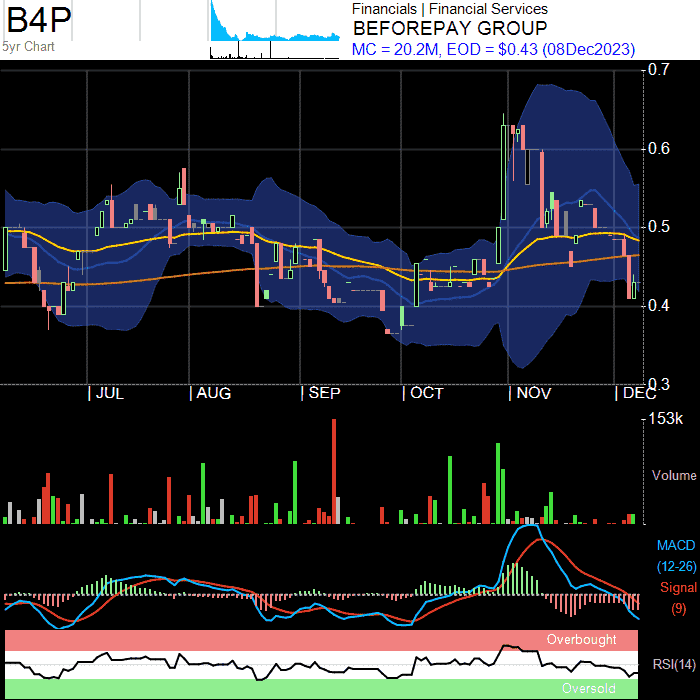 B4P
5yr Chart
Financials | Financial Services
BEFOREPAY GROUP
MC = 20.2M, EOD = $0.43 (08Dec2023)
0.7
0.6
0.5
0.4
0.3
JUL
AUG
SEP
OCT
NOV
DEC
153k
Volume
MACD
(12-26)
Signal
(9)
Overbought
RSI(14)
Oversold